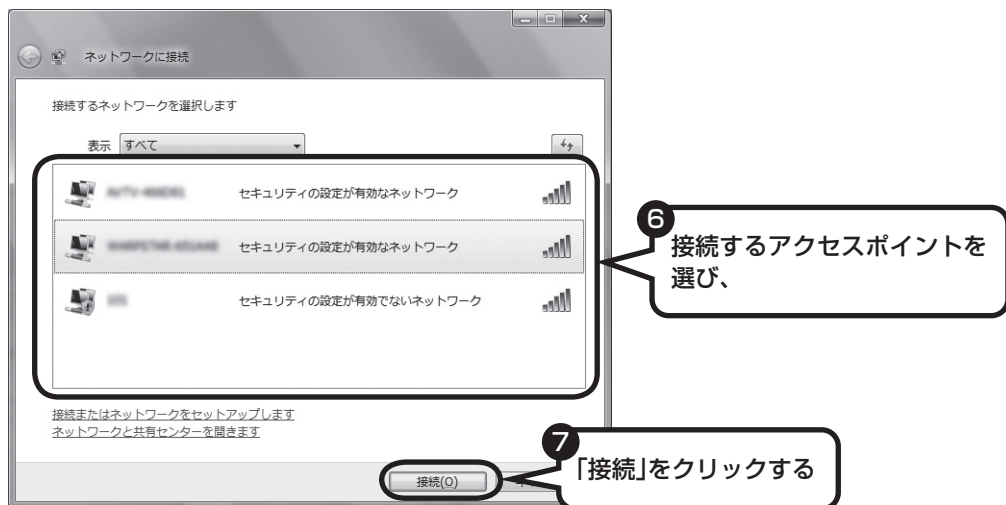 ネットワークに接続
接続するネットワークを選択します
表示 すべて
セキュリティの設定が有効なネットワーク
セキュリティの設定が有効なネットワーク
セキュリティの設定が有効でないネットワーク
6
接続するアクセスポイントを
選び、
接続またはネットワークをセットアップします
ネットワークと共有センターを開きます
7
「接続」をクリックする
接続(O)